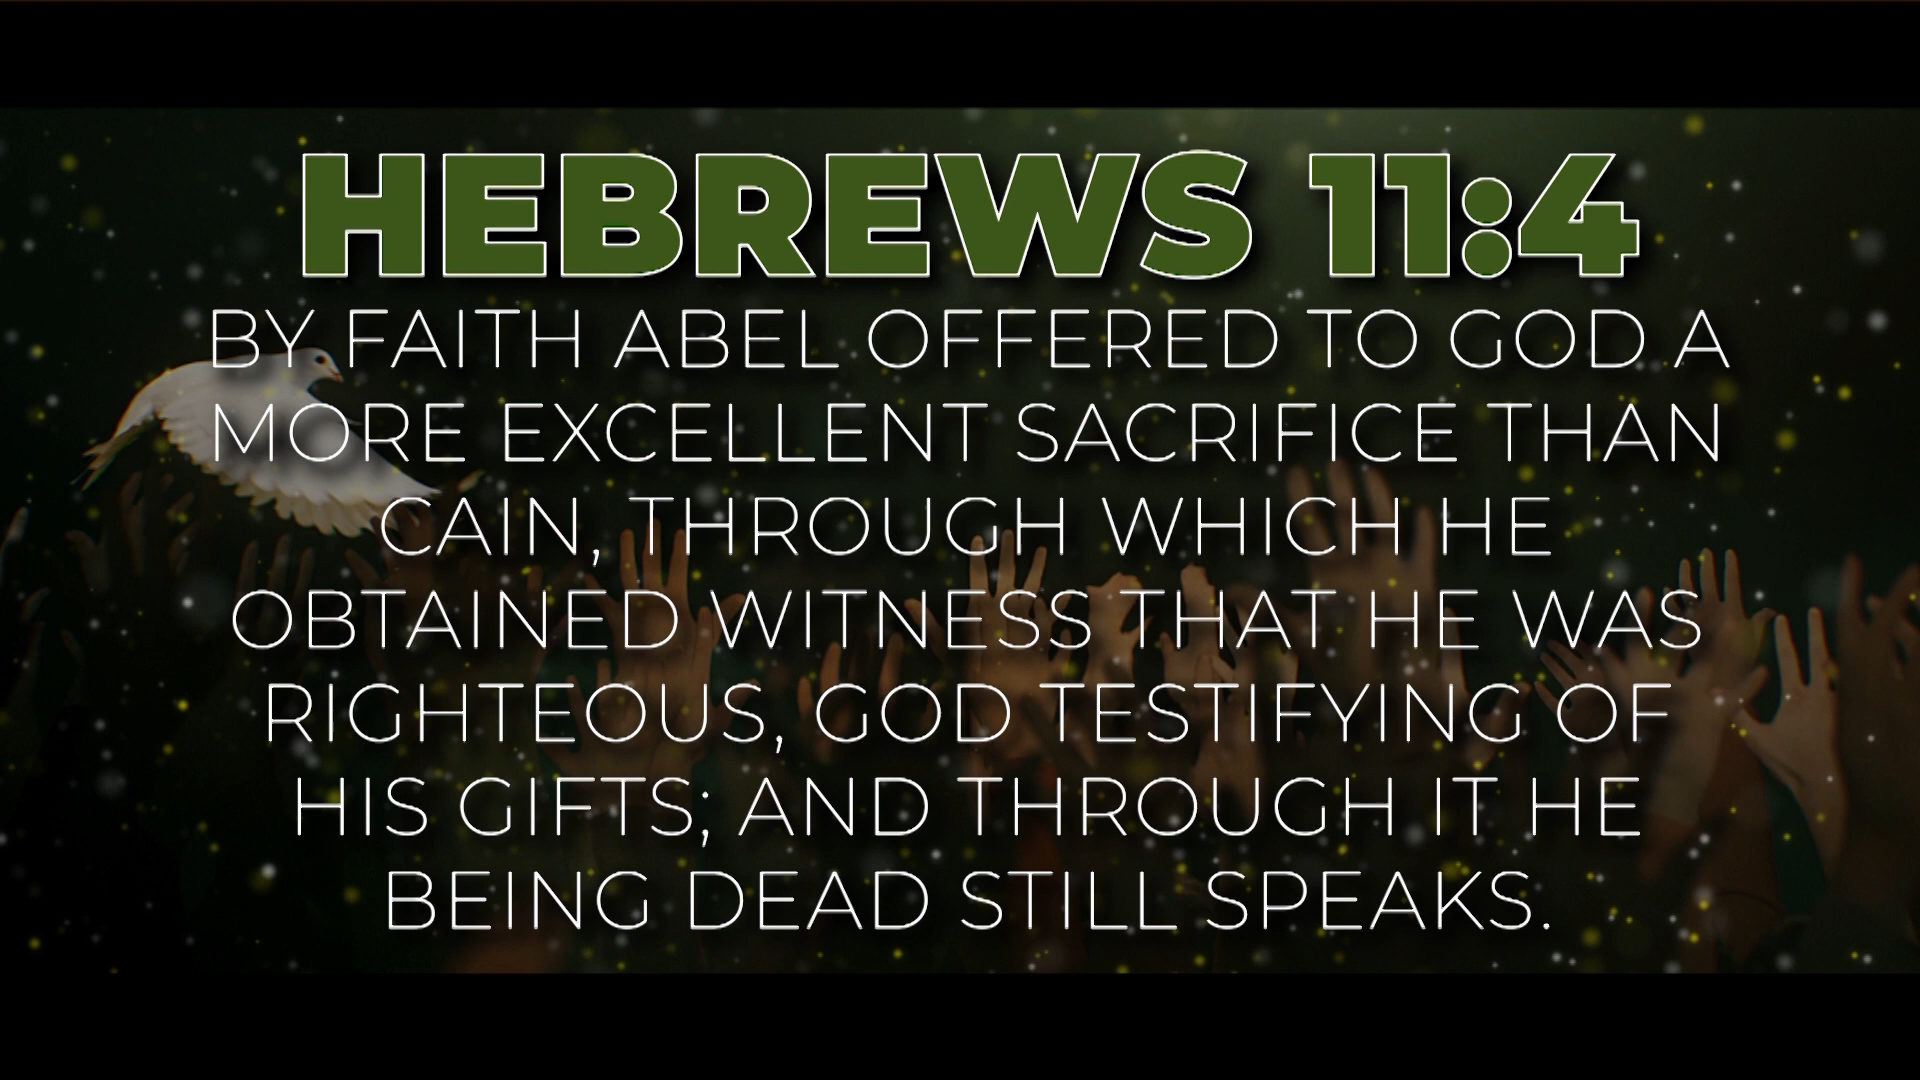 HEBREWS 11:4
BY FAITH ABEL OFFERED TO GOD A
MORE EXCELLENT SACRIFICE THAN
CAIN, THROUGH WHICH HE
OBTAINED WITNESS THAT HE WAS
RIGHTEOUS, GOD TESTIFYING OF
HIS GIFTS; AND THROUGH IT HE
BEING DEAD STILL SPEAKS.